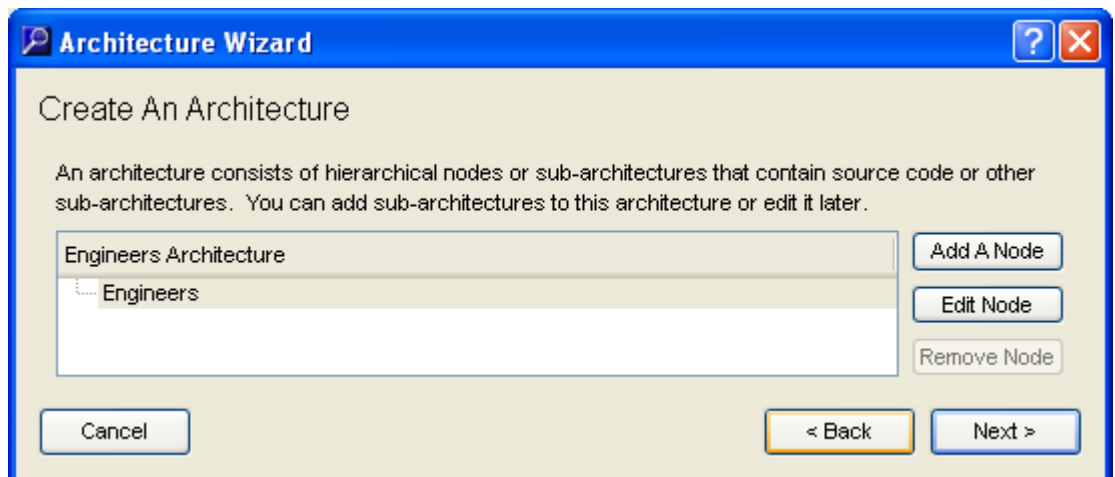 Architecture Wizard
Create An Architecture
An architecture consists of hierarchical nodes or sub-architectures that contain source code or other
sub-architectures.  You can add sub-architectures to this architecture or edit it later.
Engineers Architecture
Engineers
Add A Node
Edit Node
Remove Node
Cancel
< Back
Next >